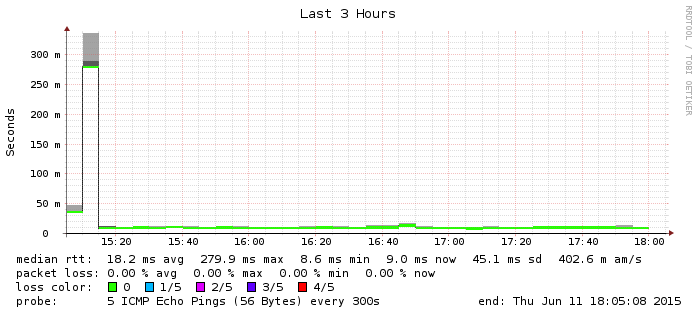 Last 3 Hours
RRDTOOL / TOBI OETIKER
Seconds
300 m
250 m
200 m
150 m
100 m
50 m
0
15:20 15:40 16:00 16:20 16:40 17:00 17:20 17:40 18:00
median rtt: 18.2 ms avg 279.9 ms max 8.6 ms min 9.0 ms now 45.1 ms sd 402.6 m am/s
packet loss: 0.00 % avg 0.00 % max 0.00 % min 0.00 % now
loss color: 0 1/5 2/5 3/5 4/5
probe: 5 ICMP Echo Pings (56 Bytes) every 300s end: Thu Jun 11 18:05:08 2015